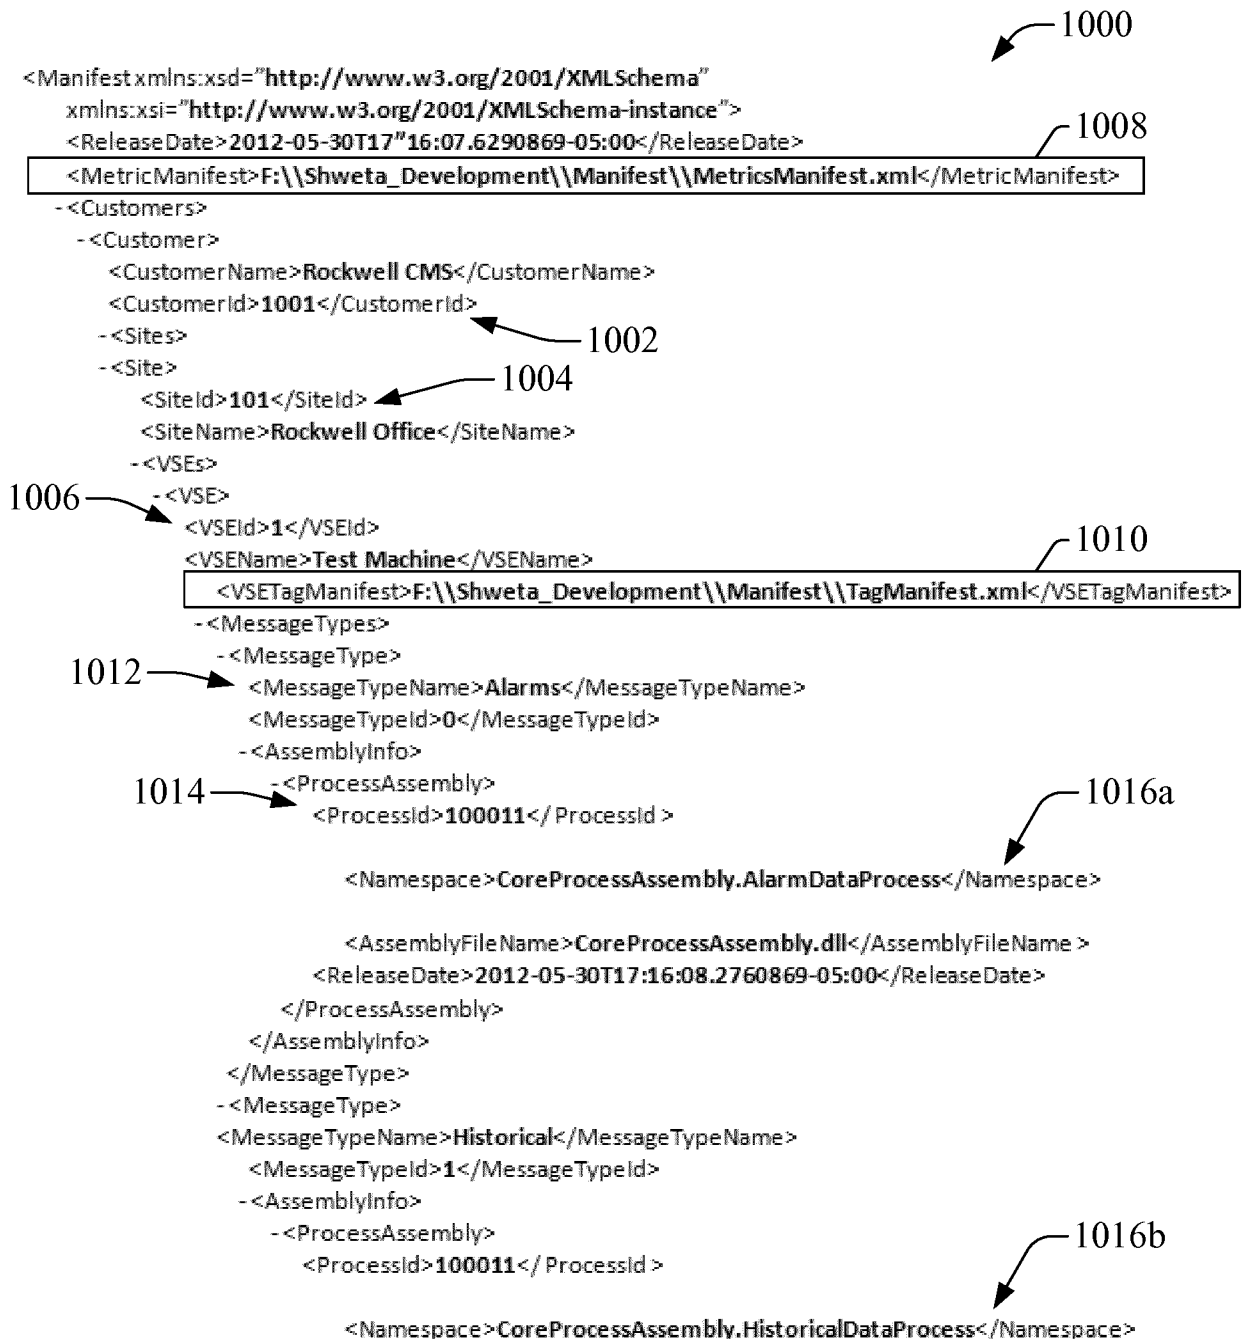 1000
<Manifest xmlns:xsd="http://www.w3.org/2001/XMLSchema"
xmlns:xsi="http://www.w3.org/2001/XMLSchema-instance">
<ReleaseDate>2012-05-30T17"16:07.6290869-05:00</ReleaseDate>
1008
<MetricManifest>F:\\Shweta_Development\\Manifest\\MetricsManifest.xml</MetricManifest>
-<Customers>
-<Customer>
<CustomerName>Rockwell CMS</CustomerName>
<CustomerId>1001</CustomerId>
1002
-<Sites>
-<Site>
1004
<SiteId>101</SiteId>
<SiteName>Rockwell Office</SiteName>
-<VSEs>
-<VSE>
1006
<VSEId>1</VSEId>
<VSEName>Test Machine</VSEName>
1010
<VSETagManifest>F:\\Shweta_Development\\Manifest\\TagManifest.xml</VSETagManifest>
-<MessageTypes>
-<MessageType>
1012
<MessageTypeName>Alarms</MessageTypeName>
<MessageTypeId>0</MessageTypeId>
-<AssemblyInfo>
-<ProcessAssembly>
1014
<ProcessId>100011</ ProcessId >
1016a
<Namespace>CoreProcessAssembly.AlarmDataProcess</Namespace>
<AssemblyFileName>CoreProcessAssembly.dll</AssemblyFileName >
<ReleaseDate>2012-05-30T17:16:08.2760869-05:00</ReleaseDate>
</ProcessAssembly>
</AssemblyInfo>
</MessageType>
-<MessageType>
<MessageTypeName>Historical</MessageTypeName>
<MessageTypeId>1</MessageTypeId>
-<AssemblyInfo>
-<ProcessAssembly>
1016b
<ProcessId>100011</ ProcessId >
<Namespace>CoreProcessAssembly.HistoricalDataProcess</Namespace>